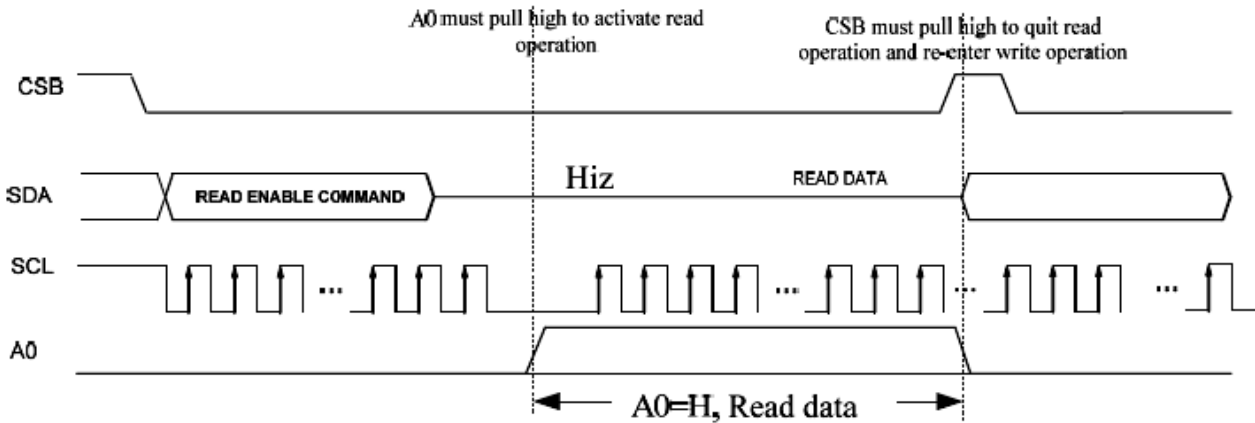 A0 must pull high to activate read
operation
CSB must pull high to quit read
operation and re-enter write operation
CSB
SDA
READ ENABLE COMMAND
Hiz
READ DATA
SCL
...
...
...
...
A0
A0=H, Read data